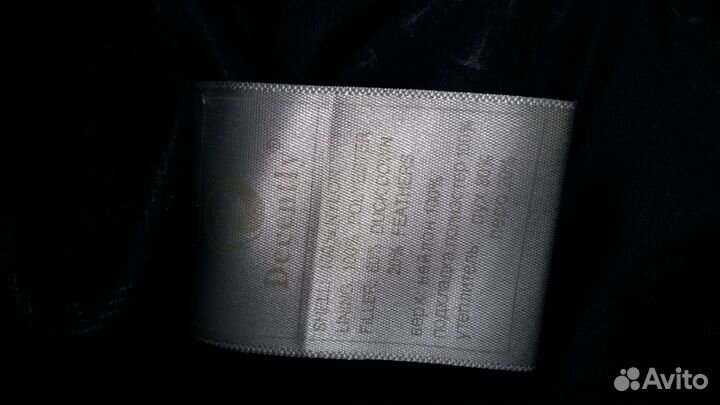 Decently®
SHELL: 100% NYLON
LINING: 100% POLYESTER
FILLER: 80% DUCK DOWN
20% FEATHERS
верх: нейлон 100%
подкладка:полиэстер 100%
утеплитель: пух 80%
перо 20%
Avito